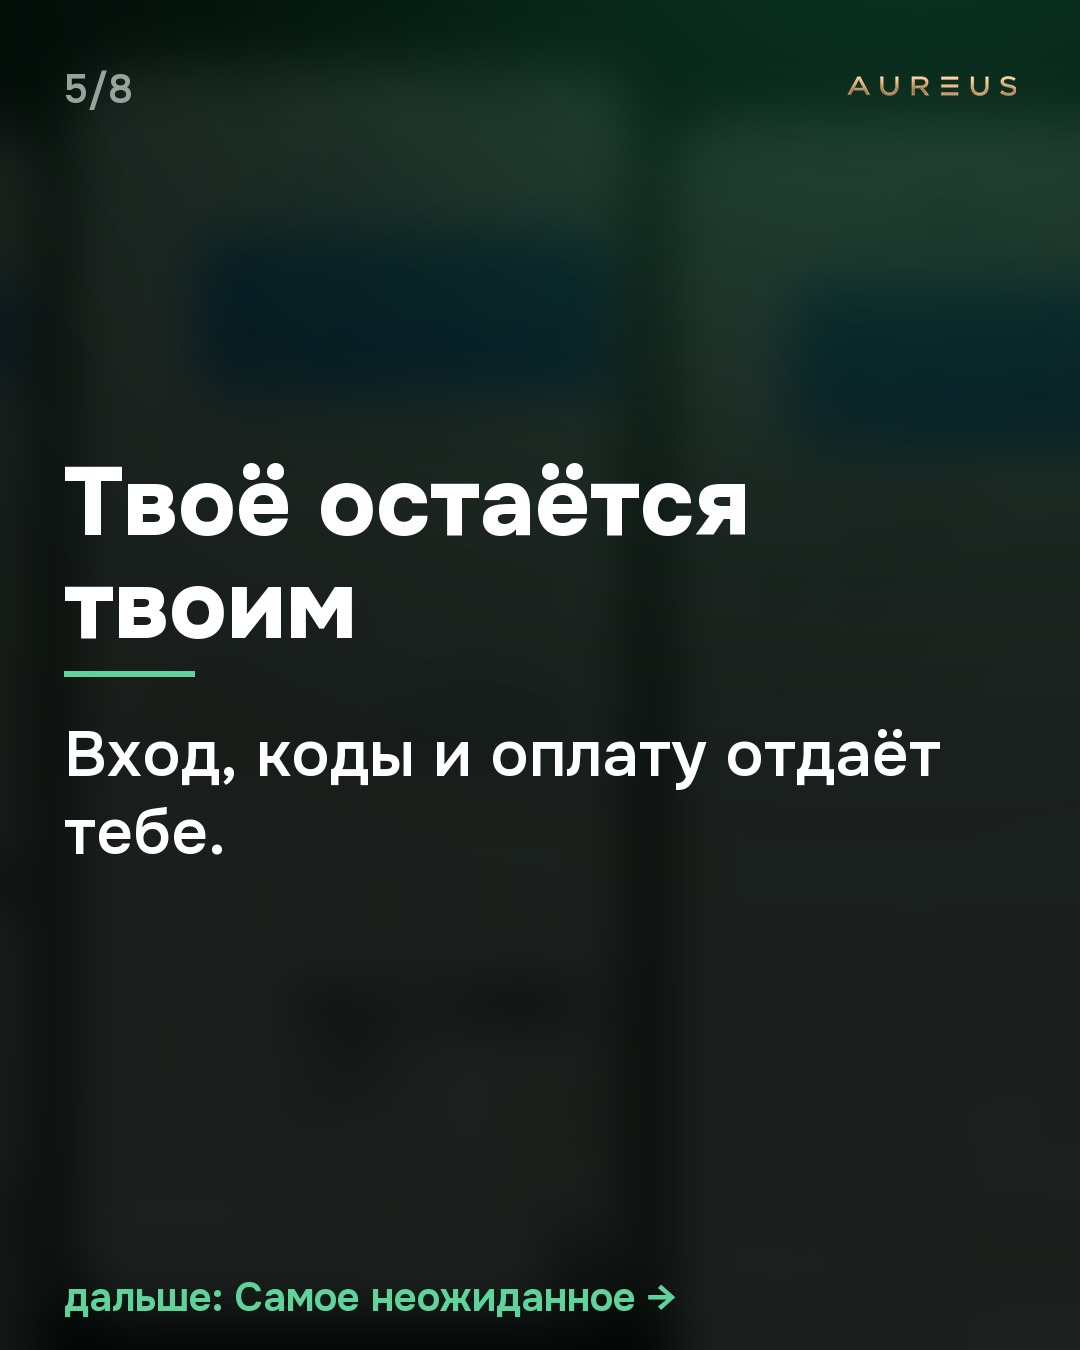 5/8
AUREUS
Твоё остаётся
твоим
Вход, коды и оплату отдаёт
тебе.
дальше: Самое неожиданное →